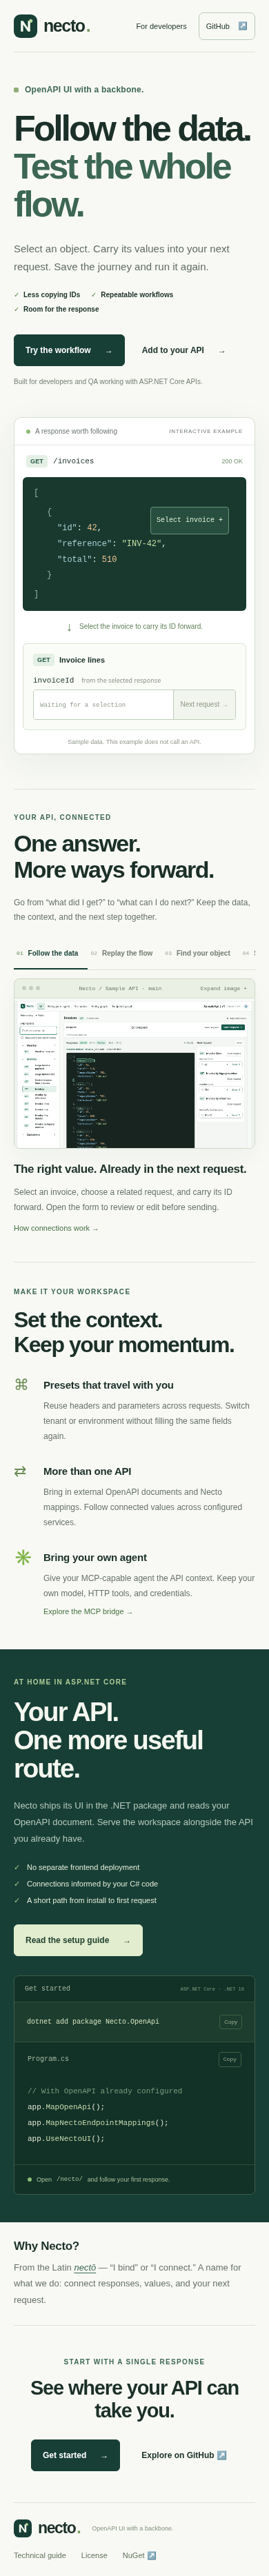 necto.
For developers
GitHub ↗
OpenAPI UI with a backbone.
Follow the data.
Test the whole
flow.
Select an object. Carry its values into your next
request. Save the journey and run it again.
✓ Less copying IDs ✓ Repeatable workflows
✓ Room for the response
Try the workflow →
Add to your API →
Built for developers and QA working with ASP.NET Core APIs.
A response worth following
INTERACTIVE EXAMPLE
GET /invoices
200 OK
[
{
"id": 42,
Select invoice +
"reference": "INV-42",
"total": 510
}
]
↓ Select the invoice to carry its ID forward.
GET Invoice lines
invoiceId from the selected response
Waiting for a selection
Next request →
Sample data. This example does not call an API.
YOUR API, CONNECTED
One answer.
More ways forward.
Go from “what did I get?” to “what can I do next?” Keep the data,
the context, and the next step together.
01 Follow the data
02 Replay the flow
03 Find your object
04
Necto / Sample API · main
Expand image +
The right value. Already in the next request.
Select an invoice, choose a related request, and carry its ID
forward. Open the form to review or edit before sending.
How connections work →
MAKE IT YOUR WORKSPACE
Set the context.
Keep your momentum.
⌘ Presets that travel with you
Reuse headers and parameters across requests. Switch
tenant or environment without filling the same fields
again.
⇄ More than one API
Bring in external OpenAPI documents and Necto
mappings. Follow connected values across configured
services.
✳ Bring your own agent
Give your MCP-capable agent the API context. Keep your
own model, HTTP tools, and credentials.
Explore the MCP bridge →
AT HOME IN ASP.NET CORE
Your API.
One more useful
route.
Necto ships its UI in the .NET package and reads your
OpenAPI document. Serve the workspace alongside the API
you already have.
✓ No separate frontend deployment
✓ Connections informed by your C# code
✓ A short path from install to first request
Read the setup guide →
Get started
ASP.NET Core · .NET 10
dotnet add package Necto.OpenApi
Copy
Program.cs
Copy
// With OpenAPI already configured
app.MapOpenApi();
app.MapNectoEndpointMappings();
app.UseNectoUI();
Open /necto/ and follow your first response.
Why Necto?
From the Latin nectō — “I bind” or “I connect.” A name for
what we do: connect responses, values, and your next
request.
START WITH A SINGLE RESPONSE
See where your API can
take you.
Get started →
Explore on GitHub ↗
necto.
OpenAPI UI with a backbone.
Technical guide
License
NuGet ↗